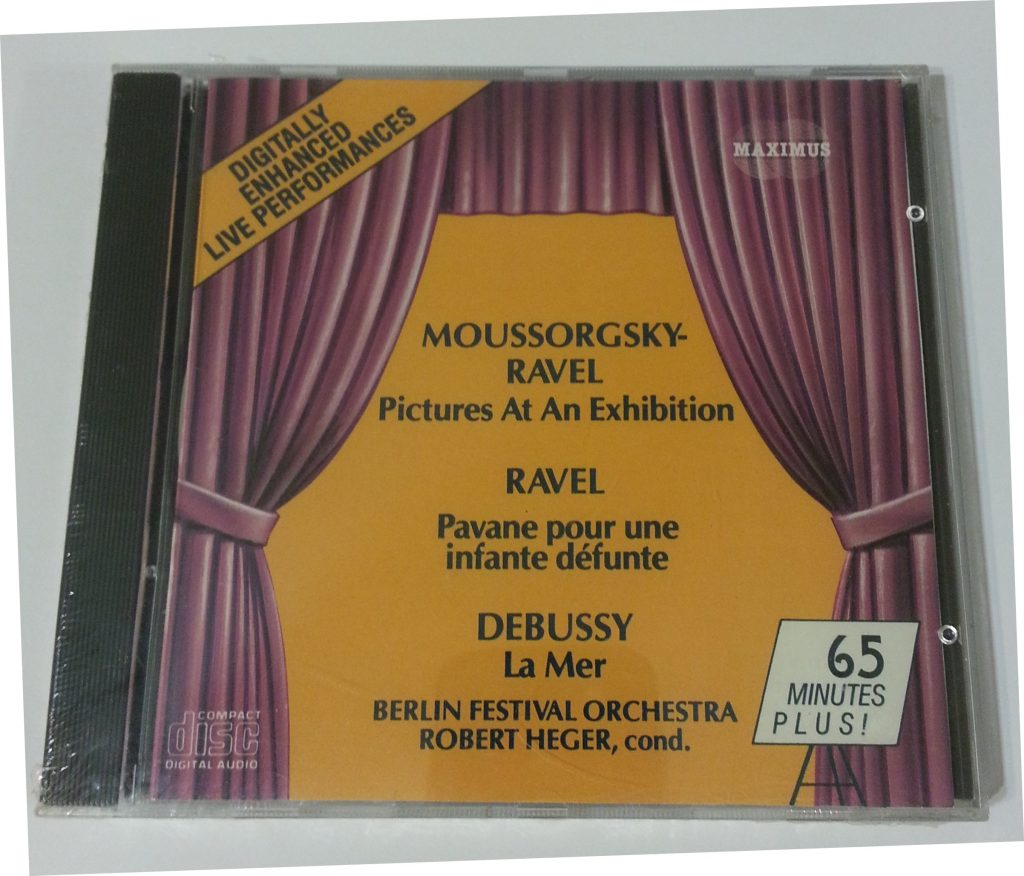 DIGITALLY
ENHANCED
LIVE PERFORMANCES
MAXIMUS
MOUSSORGSKY-
RAVEL
Pictures At An Exhibition
RAVEL
Pavane pour une
infante défunte
DEBUSSY
La Mer
BERLIN FESTIVAL ORCHESTRA
ROBERT HEGER, cond.
65
MINUTES
PLUS!
COMPACT
disc
DIGITAL AUDIO